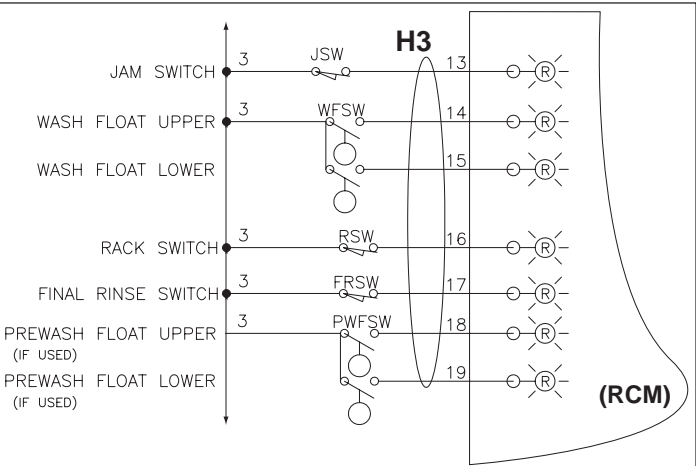 JAM SWITCH 3 JSW H3 13 R
WASH FLOAT UPPER 3 WFSW 14 R
WASH FLOAT LOWER 15 R
RACK SWITCH 3 RSW 16 R
FINAL RINSE SWITCH 3 FRSW 17 R
PREWASH FLOAT UPPER 3 PWFSW 18 R
(IF USED)
PREWASH FLOAT LOWER 19 R
(IF USED)
(RCM)